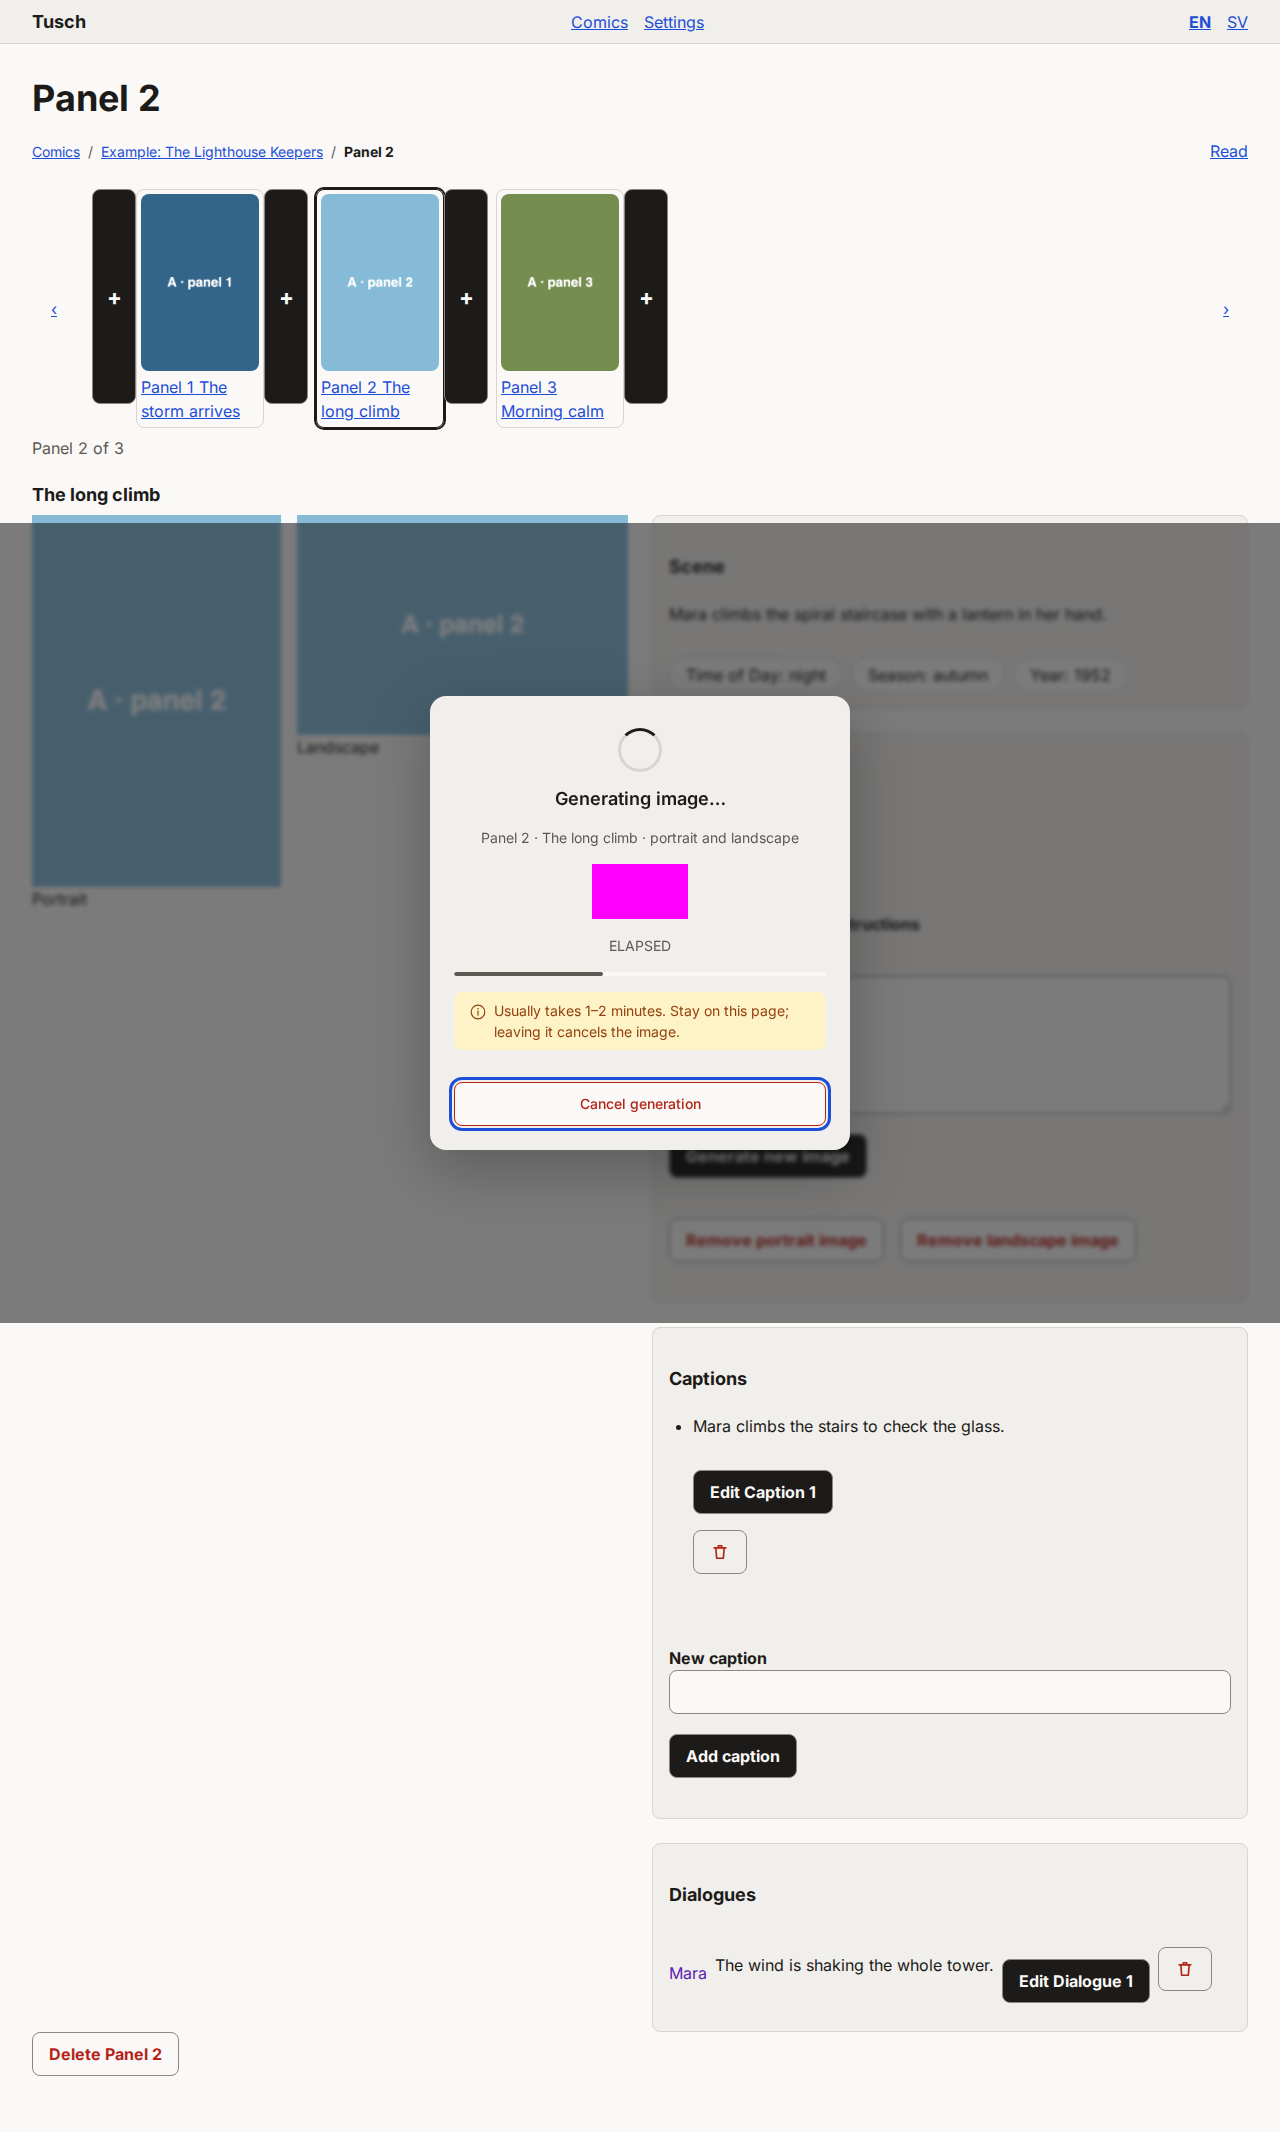 Tusch
Comics
Settings
EN
SV
Panel 2
Comics / Example: The Lighthouse Keepers / Panel 2
Read
‹
+
A · panel 1
Panel 1 The
storm arrives
+
A · panel 2
Panel 2 The
long climb
+
A · panel 3
Panel 3
Morning calm
+
›
Panel 2 of 3
The long climb
A · panel 2
Portrait
A · panel 2
Landscape
Scene
Mara climbs the spiral staircase with a lantern in her hand.
Time of Day: night
Season: autumn
Year: 1952
Generating image…
Panel 2 · The long climb · portrait and landscape
ELAPSED
Usually takes 1–2 minutes. Stay on this page;
leaving it cancels the image.
Cancel generation
Generate new image
Remove portrait image
Remove landscape image
Captions
• Mara climbs the stairs to check the glass.
Edit Caption 1
New caption
Add caption
Dialogues
Mara
The wind is shaking the whole tower.
Edit Dialogue 1
Delete Panel 2